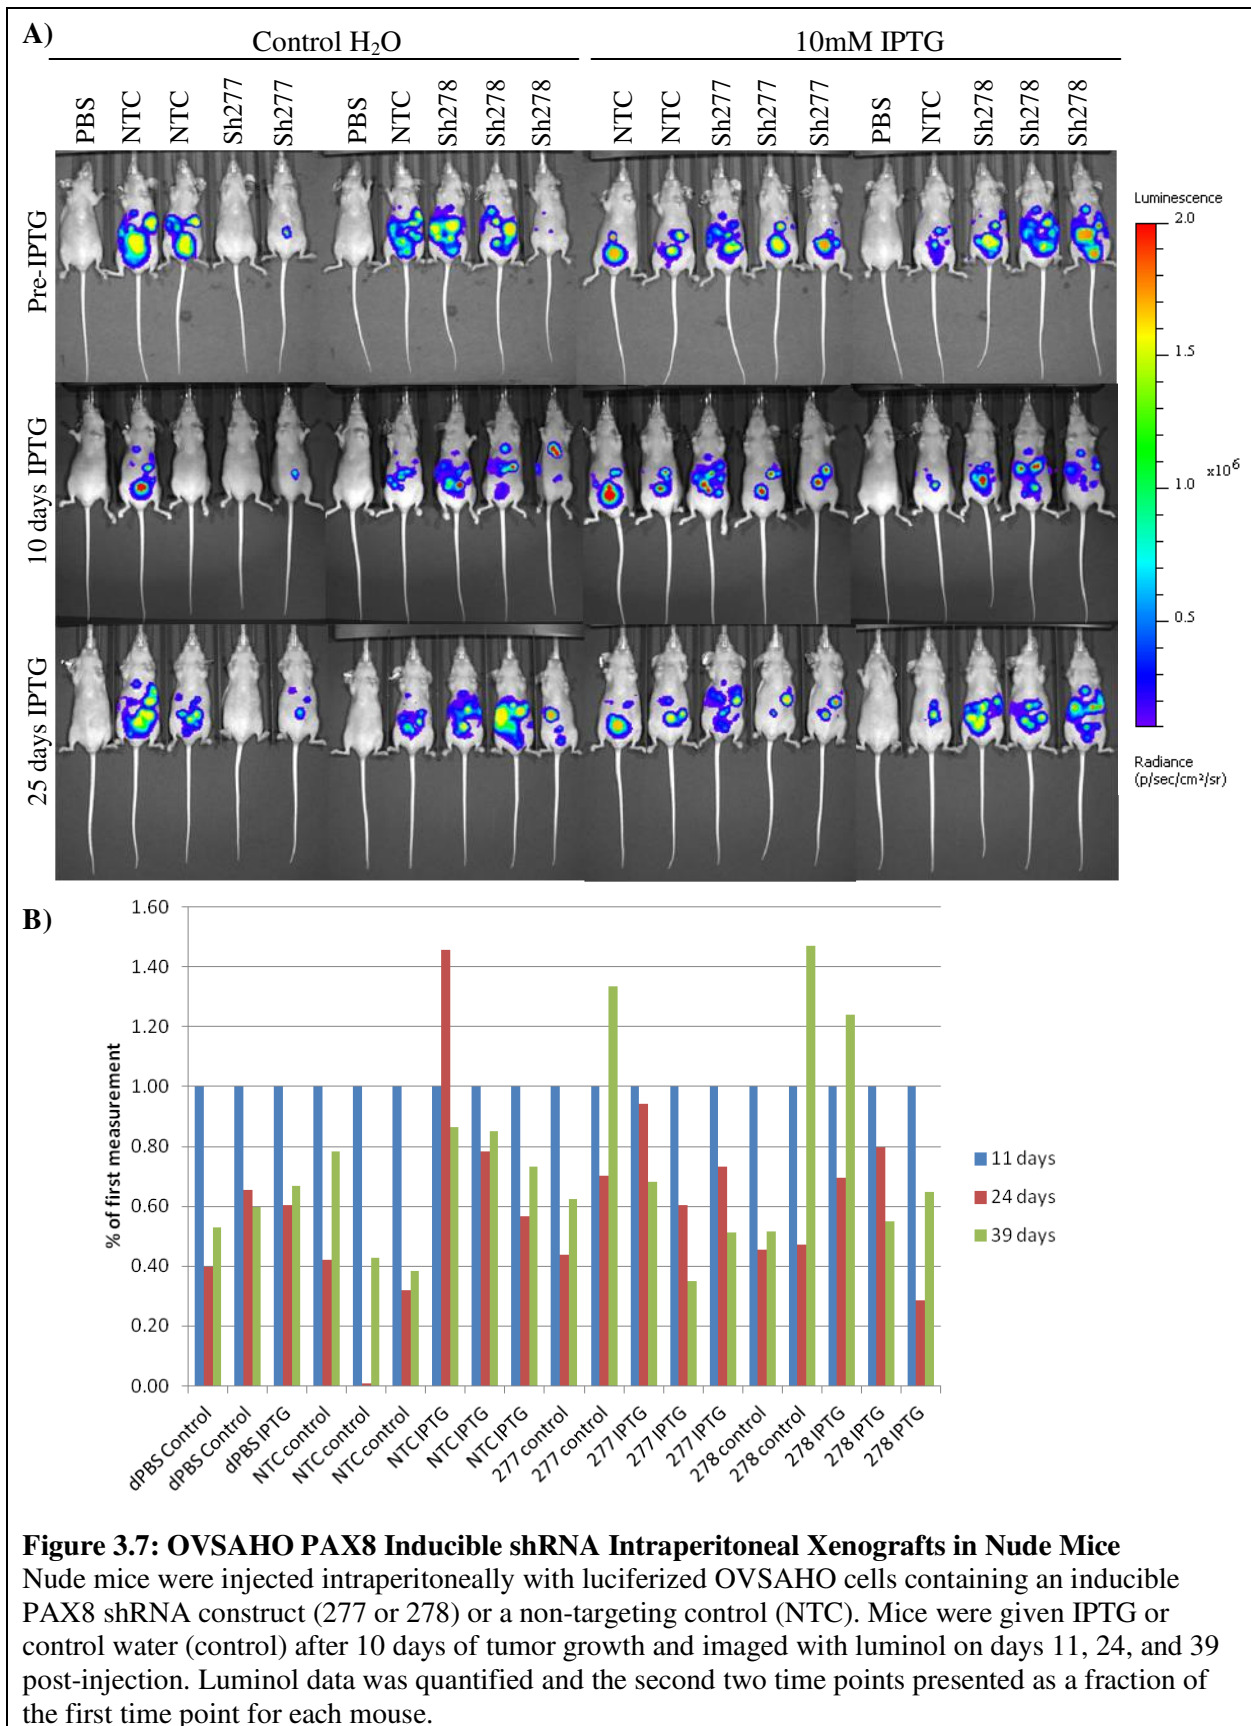 A)
Control H₂O
10mM IPTG
PBS
NTC
NTC
Sh277
Sh277
PBS
NTC
Sh278
Sh278
Sh278
NTC
NTC
Sh277
Sh277
Sh277
PBS
NTC
Sh278
Sh278
Sh278
Pre-IPTG
10 days IPTG
25 days IPTG
Luminescence
2.0
1.5
1.0
x10⁶
0.5
Radiance
(p/sec/cm²/sr)
B)
1.60
1.40
1.20
1.00
0.80
0.60
0.40
0.20
0.00
% of first measurement
dPBS Control
dPBS Control
dPBS IPTG
NTC control
NTC control
NTC control
NTC IPTG
NTC IPTG
NTC IPTG
277 control
277 control
277 IPTG
277 IPTG
277 IPTG
278 control
278 control
278 IPTG
278 IPTG
278 IPTG
11 days
24 days
39 days
Figure 3.7: OVSAHO PAX8 Inducible shRNA Intraperitoneal Xenografts in Nude Mice
Nude mice were injected intraperitoneally with luciferized OVSAHO cells containing an inducible
PAX8 shRNA construct (277 or 278) or a non-targeting control (NTC). Mice were given IPTG or
control water (control) after 10 days of tumor growth and imaged with luminol on days 11, 24, and 39
post-injection. Luminol data was quantified and the second two time points presented as a fraction of
the first time point for each mouse.